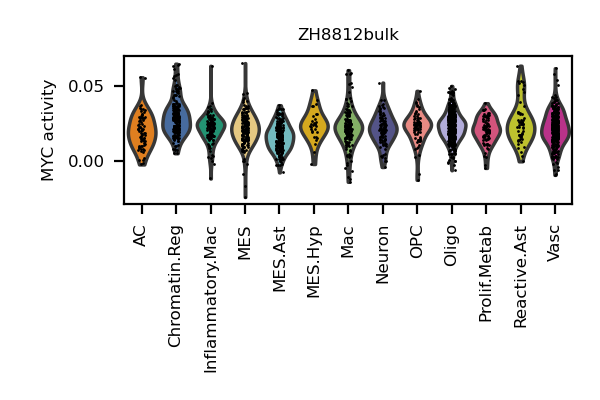 ZH8812bulk
MYC activity
0.05
0.00
AC
Chromatin.Reg
Inflammatory.Mac
MES
MES.Ast
MES.Hyp
Mac
Neuron
OPC
Oligo
Prolif.Metab
Reactive.Ast
Vasc